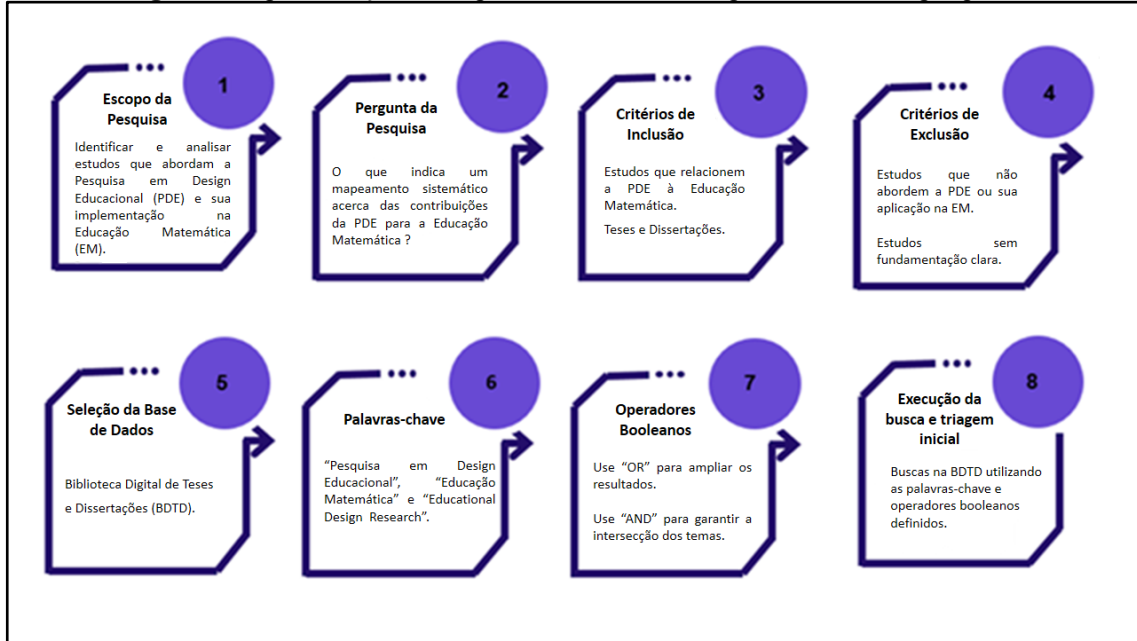 1
Escopo da
Pesquisa
Identificar e analisar
estudos que abordam a
Pesquisa em Design
Educacional (PDE) e sua
implementação na
Educação Matemática
(EM).
2
Pergunta da
Pesquisa
O que indica um
mapeamento sistemático
acerca das contribuições
da PDE para a Educação
Matemática ?
3
Critérios de
Inclusão
Estudos que relacionem
a PDE à Educação
Matemática.
Teses e Dissertações.
4
Critérios de
Exclusão
Estudos que não
abordem a PDE ou sua
aplicação na EM.
Estudos sem
fundamentação clara.
5
Seleção da Base
de Dados
Biblioteca Digital de Teses
e Dissertações (BDTD).
6
Palavras-chave
“Pesquisa em Design
Educacional”, “Educação
Matemática” e “Educational
Design Research”.
7
Operadores
Booleanos
Use “OR” para ampliar os
resultados.
Use “AND” para garantir a
intersecção dos temas.
8
Execução da
busca e triagem
inicial
Buscas na BDTD utilizando
as palavras-chave e
operadores booleanos
definidos.